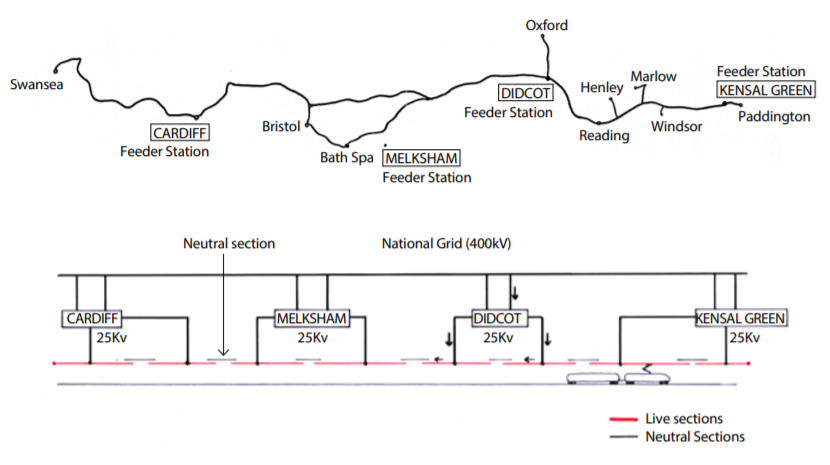 Oxford
Swansea
CARDIFF
Feeder Station
Bristol
Bath Spa
MELKSHAM
Feeder Station
DIDCOT
Feeder Station
Henley
Marlow
Reading
Windsor
Feeder Station
KENSAL GREEN
Paddington
Neutral section
National Grid (400kV)
CARDIFF
25Kv
MELKSHAM
25Kv
DIDCOT
25Kv
KENSAL GREEN
25Kv
Live sections
Neutral Sections